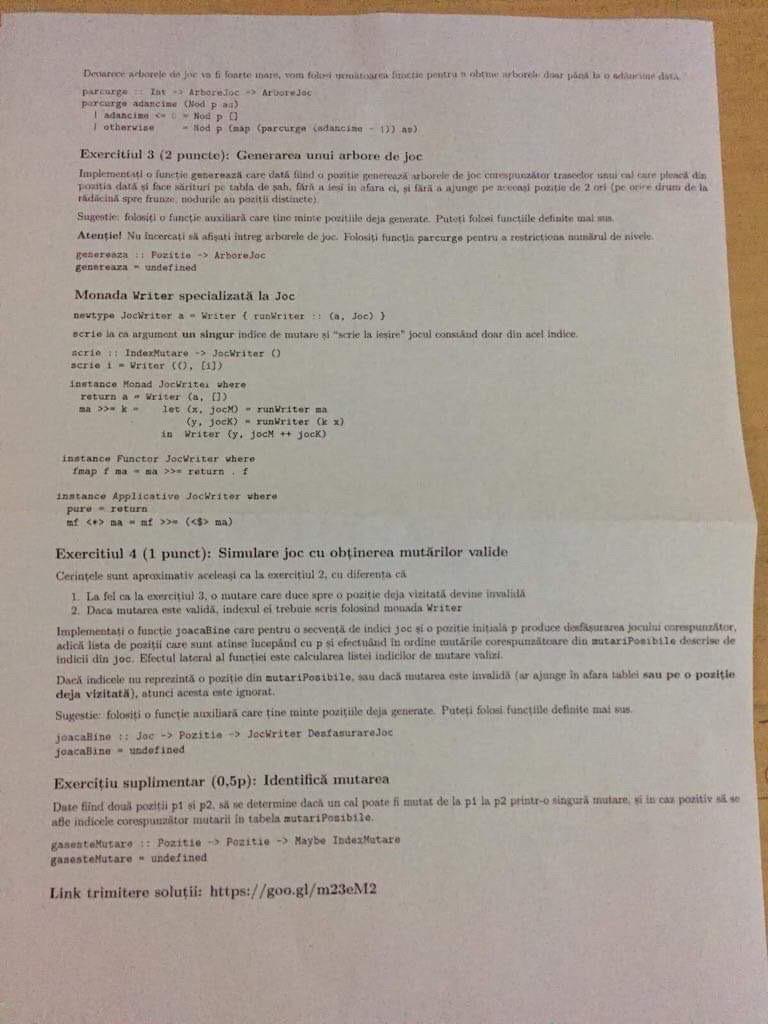 Deoarece arborele de joc va fi foarte mare, vom folosi următoarea funcție pentru a obține arborele doar până la o adâncime dată.
parcurge :: Int -> ArboreJoc -> ArboreJoc
parcurge adancime (Nod p as)
| adancime <= 0 = Nod p []
| otherwise = Nod p (map (parcurge (adancime - 1)) as)
Exercițiul 3 (2 puncte): Generarea unui arbore de joc
Implementați o funcție generează care dată fiind o poziție generează arborele de joc corespunzător traseelor unui cal care pleacă din
poziția dată și face sărituri pe tabla de șah, fără a ieși în afara ei, și fără a ajunge pe aceeași poziție de 2 ori (pe orice drum de la
rădăcină spre frunze, nodurile au poziții distincte).
Sugestie: folosiți o funcție auxiliară care ține minte pozițiile deja generate. Puteți folosi funcțiile definite mai sus.
Atenție! Nu încercați să afișați întreg arborele de joc. Folosiți funcția parcurge pentru a restricționa numărul de nivele.
genereaza :: Pozitie -> ArboreJoc
genereaza = undefined
Monada Writer specializată la Joc
newtype JocWriter a = Writer { runWriter :: (a, Joc) }
scrie ia ca argument un singur indice de mutare și "scrie la ieșire" jocul constând doar din acel indice.
scrie :: IndexMutare -> JocWriter ()
scrie i = Writer ((), [i])
instance Monad JocWriter where
return a = Writer (a, [])
ma >>= k = let (x, jocM) = runWriter ma
(y, jocK) = runWriter (k x)
in Writer (y, jocM ++ jocK)
instance Functor JocWriter where
fmap f ma = ma >>= return . f
instance Applicative JocWriter where
pure = return
mf <*> ma = mf >>= (<$> ma)
Exercițiul 4 (1 punct): Simulare joc cu obținerea mutărilor valide
Cerințele sunt aproximativ aceleași ca la exercițiul 2, cu diferența că
1. La fel ca la exercițiul 3, o mutare care duce spre o poziție deja vizitată devine invalidă
2. Daca mutarea este validă, indexul ei trebuie scris folosind monada Writer
Implementați o funcție joacaBine care pentru o secvență de indici joc și o pozitie inițială p produce desfășurarea jocului corespunzător,
adică lista de poziții care sunt atinse începând cu p și efectuând în ordine mutările corespunzătoare din mutariPosibile descrise de
indicii din joc. Efectul lateral al funcției este calcularea listei indicilor de mutare valizi.
Dacă indicele nu reprezintă o poziție din mutariPosibile, sau dacă mutarea este invalidă (ar ajunge în afara tablei sau pe o poziție
deja vizitată), atunci acesta este ignorat.
Sugestie: folosiți o funcție auxiliară care ține minte pozițiile deja generate. Puteți folosi funcțiile definite mai sus.
joacaBine :: Joc -> Pozitie -> JocWriter DesfasurareJoc
joacaBine = undefined
Exercițiu suplimentar (0,5p): Identifică mutarea
Date fiind două poziții p1 și p2, să se determine dacă un cal poate fi mutat de la p1 la p2 printr-o singură mutare, și in caz pozitiv să se
afle indicele corespunzător mutarii în tabela mutariPosibile.
gasesteMutare :: Pozitie -> Pozitie -> Maybe IndexMutare
gasesteMutare = undefined
Link trimitere soluții: https://goo.gl/m23eM2